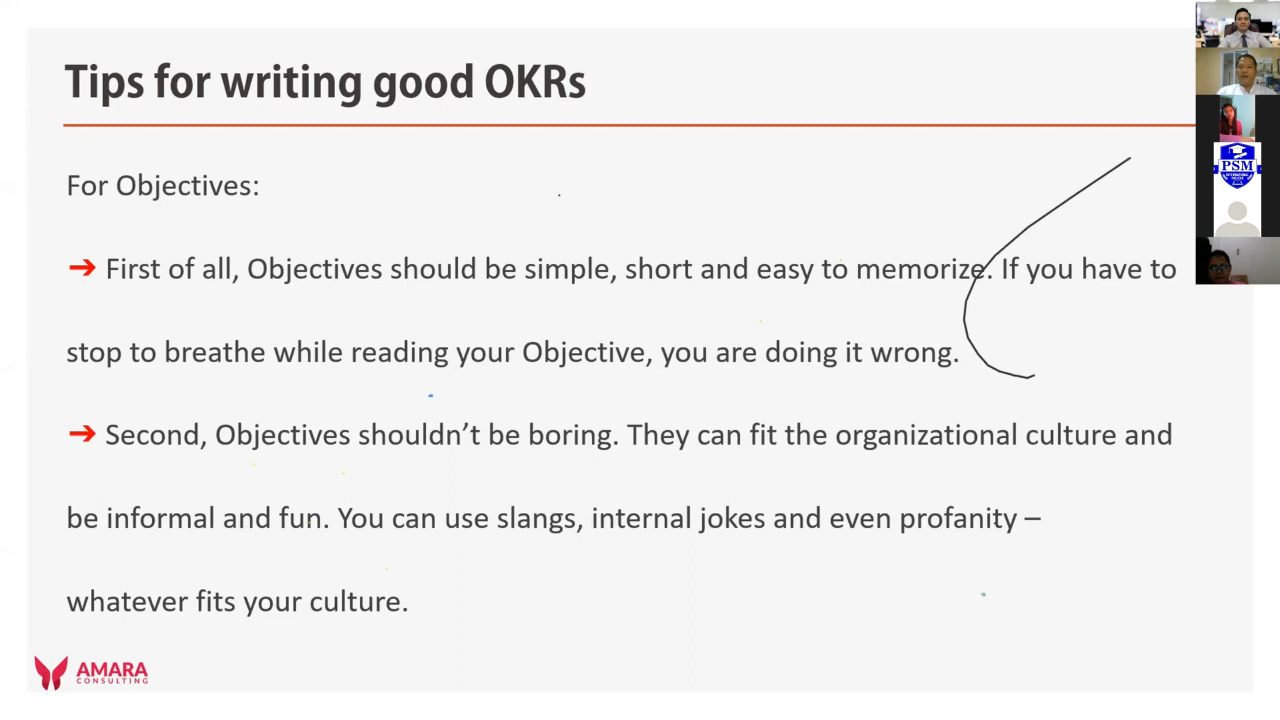 Tips for writing good OKRs
For Objectives:
➔ First of all, Objectives should be simple, short and easy to memorize. If you have to
stop to breathe while reading your Objective, you are doing it wrong.
➔ Second, Objectives shouldn’t be boring. They can fit the organizational culture and
be informal and fun. You can use slangs, internal jokes and even profanity –
whatever fits your culture.
AMARA
CONSULTING
PSM
INTERNATIONAL